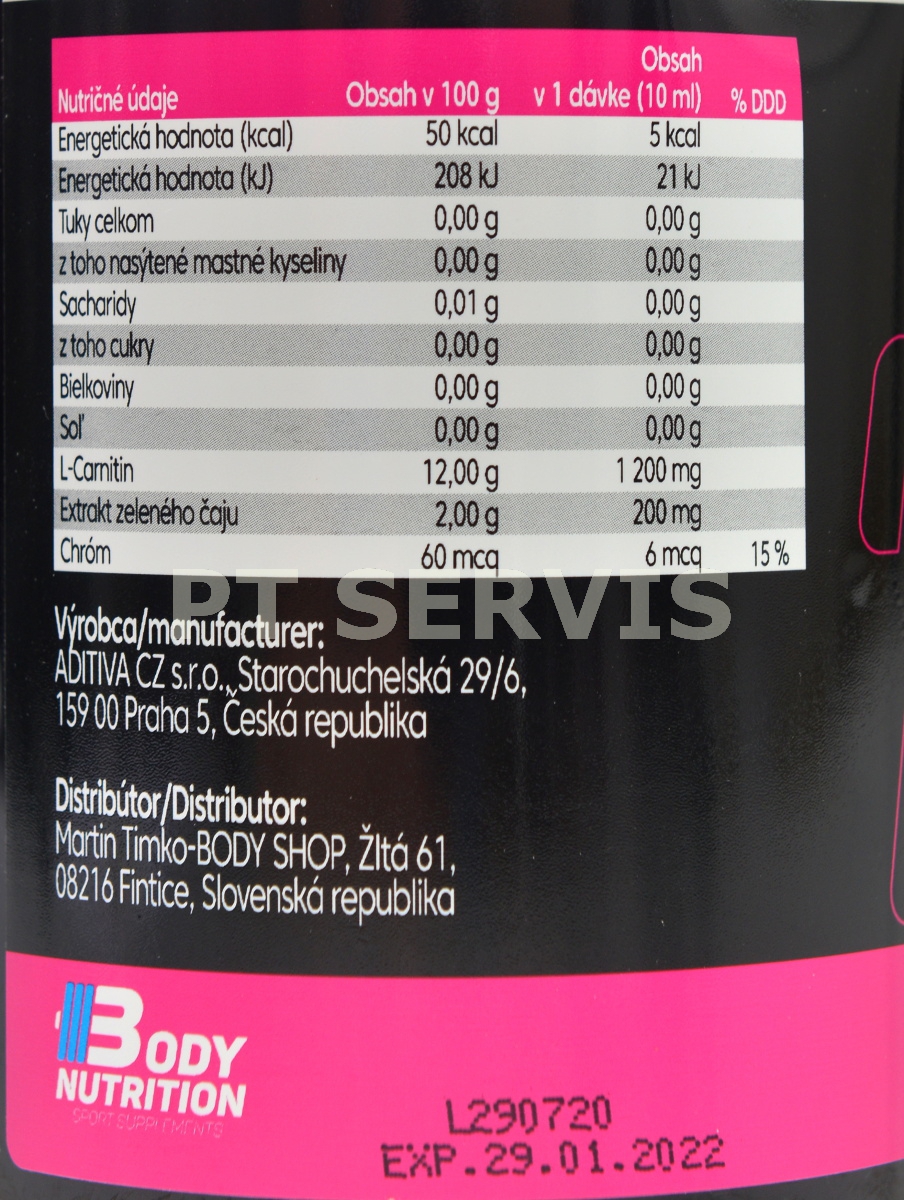 Nutričné údaje Obsah v 100 g Obsah v 1 dávke (10 ml) % DDD
Energetická hodnota (kcal) 50 kcal 5 kcal
Energetická hodnota (kJ) 208 kJ 21 kJ
Tuky celkom 0,00 g 0,00 g
z toho nasýtené mastné kyseliny 0,00 g 0,00 g
Sacharidy 0,01 g 0,00 g
z toho cukry 0,00 g 0,00 g
Bielkoviny 0,00 g 0,00 g
Soľ 0,00 g 0,00 g
L-Carnitin 12,00 g 1 200 mg
Extrakt zeleného čaju 2,00 g 200 mg
Chróm 60 mcg 6 mcg 15 %
PT SERVIS
Výrobca/manufacturer:
ADITIVA CZ s.r.o., Starochuchelská 29/6,
159 00 Praha 5, Česká republika
Distribútor/Distributor:
Martin Timko-BODY SHOP, Žltá 61,
08216 Fintice, Slovenská republika
BODY
NUTRITION
SPORT SUPPLEMENTS
L290720
EXP.29.01.2022